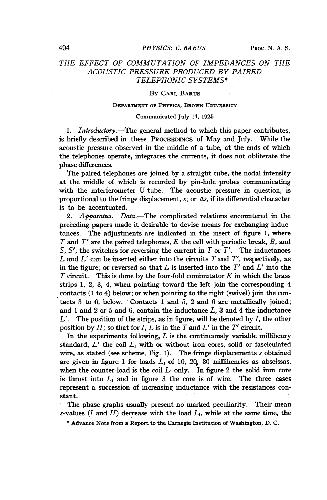 404 PHYSICS: C. BARUS PROC. N. A. S.
THE EFFECT OF COMMUTATION OF IMPEDANCES ON THE
ACOUSTIC PRESSURE PRODUCED BY PAIRED
TELEPHONIC SYSTEMS*
BY CARL BARUS
DEPARTMENT OF PHYSICS, BROWN UNIVERSITY
Communicated July 14, 1925
1. Introductory.—The general method to which this paper contributes,
is briefly described in these PROCEEDINGS of May and July. While the
acoustic pressure observed in the middle of a tube, at the ends of which
the telephones operate, integrates the currents, it does not obliterate the
phase differences.
The paired telephones are joined by a straight tube, the nodal intensity
at the middle of which is recorded by pin-hole probes communicating
with the interferometer U-tube. The acoustic pressure in question, is
proportional to the fringe displacement, s, or Δs, if its differential character
is to be accentuated.
2. Apparatus. Data.—The complicated relations encountered in the
preceding papers made it desirable to devise means for exchanging induc-
tances. The adjustments are indicated in the insert of figure 1, where
T and T' are the paired telephones, E the cell with periodic break, B, and
S, S', the switches for reversing the current in T or T'. The inductances
L and L' can be inserted either into the circuits T and T', respectively, as
in the figure; or reversed so that L is inserted into the T' and L' into the
T circuit. This is done by the four-fold commutator K in which the brass
strips 1, 2, 3, 4, when pointing toward the left join the corresponding 4
contacts (1 to 4) below; or when pointing to the right (swivel) join the con-
tacts 3 to 6, below. Contacts 1 and 5, 2 and 6 are metallically joined;
and 1 and 2 or 5 and 6, contain the inductance L, 3 and 4 the inductance
L'. The position of the strips, as in figure, will be denoted by I, the other
position by II; so that for I, L is in the T and L' in the T' circuit.
In the experiments following, L is the continuously variable millihenry
standard, L' the coil L, with or without iron cores, solid or fasciculated
wire, as stated (see scheme, Fig. 1). The fringe displacements s obtained
are given in figure 1 for loads L, of 10, 20, 30 millihenries as abscissas,
when the counter load is the coil L, only. In figure 2 the solid iron core
is thrust into L, and in figure 3 the core is of wire. The three cases
represent a succession of increasing inductance with the resistances con-
stant.
The phase graphs usually present no marked peculiarity. Their mean
s-values (I and II) decrease with the load L, while at the same time, the
* Advance Note from a Report to the Carnegie Institution of Washington, D. C.